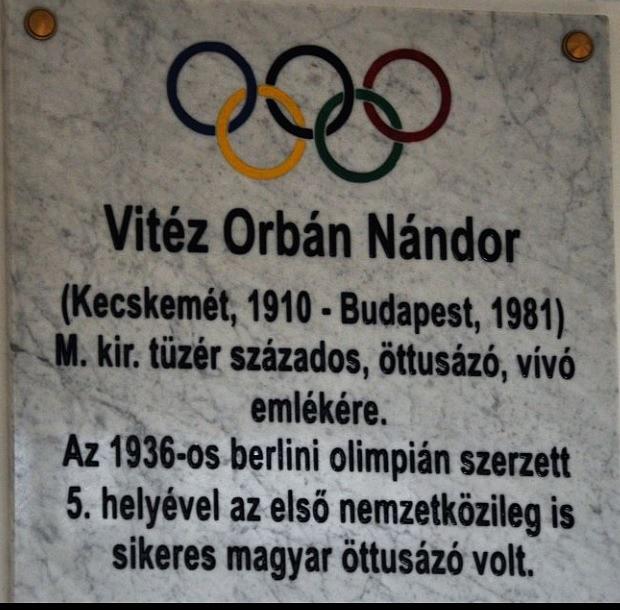 Vitéz Orbán Nándor
(Kecskemét, 1910 - Budapest, 1981)
M. kir. tüzér százados, öttusázó, vívó
emlékére.
Az 1936-os berlini olimpián szerzett
5. helyével az első nemzetközileg is
sikeres magyar öttusázó volt.